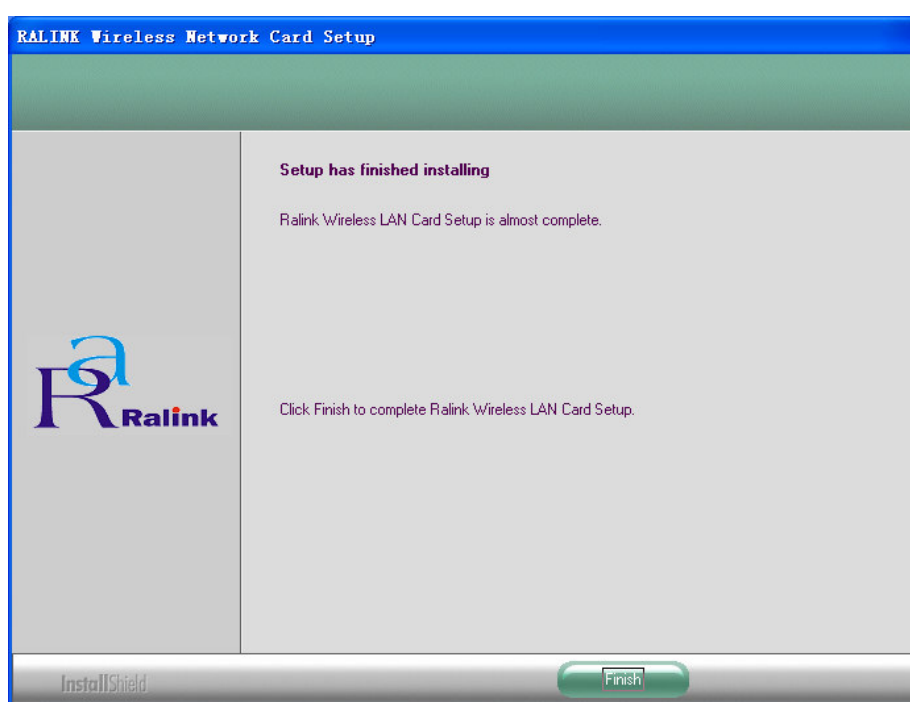 RALINK Wireless Network Card Setup
Setup has finished installing
Ralink Wireless LAN Card Setup is almost complete.
Ra
Ralink
Click Finish to complete Ralink Wireless LAN Card Setup.
InstallShield
Finish